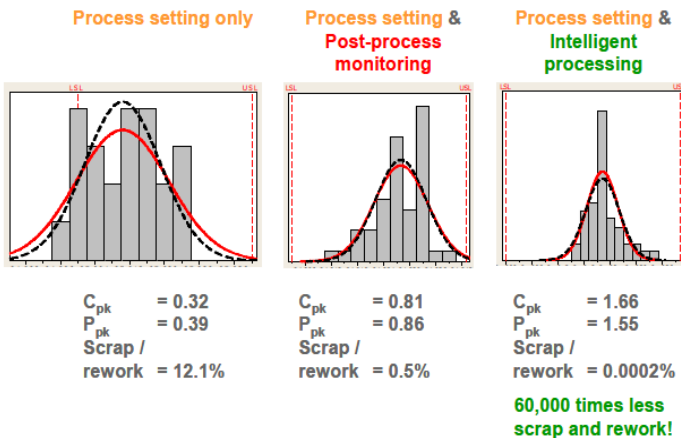 Process setting only
Process setting &
Post-process
monitoring
Process setting &
Intelligent
processing
LSL
USL
LSL
USL
LSL
USL
Cpk = 0.32
Ppk = 0.39
Scrap /
rework = 12.1%
Cpk = 0.81
Ppk = 0.86
Scrap /
rework = 0.5%
Cpk = 1.66
Ppk = 1.55
Scrap /
rework = 0.0002%
60,000 times less
scrap and rework!